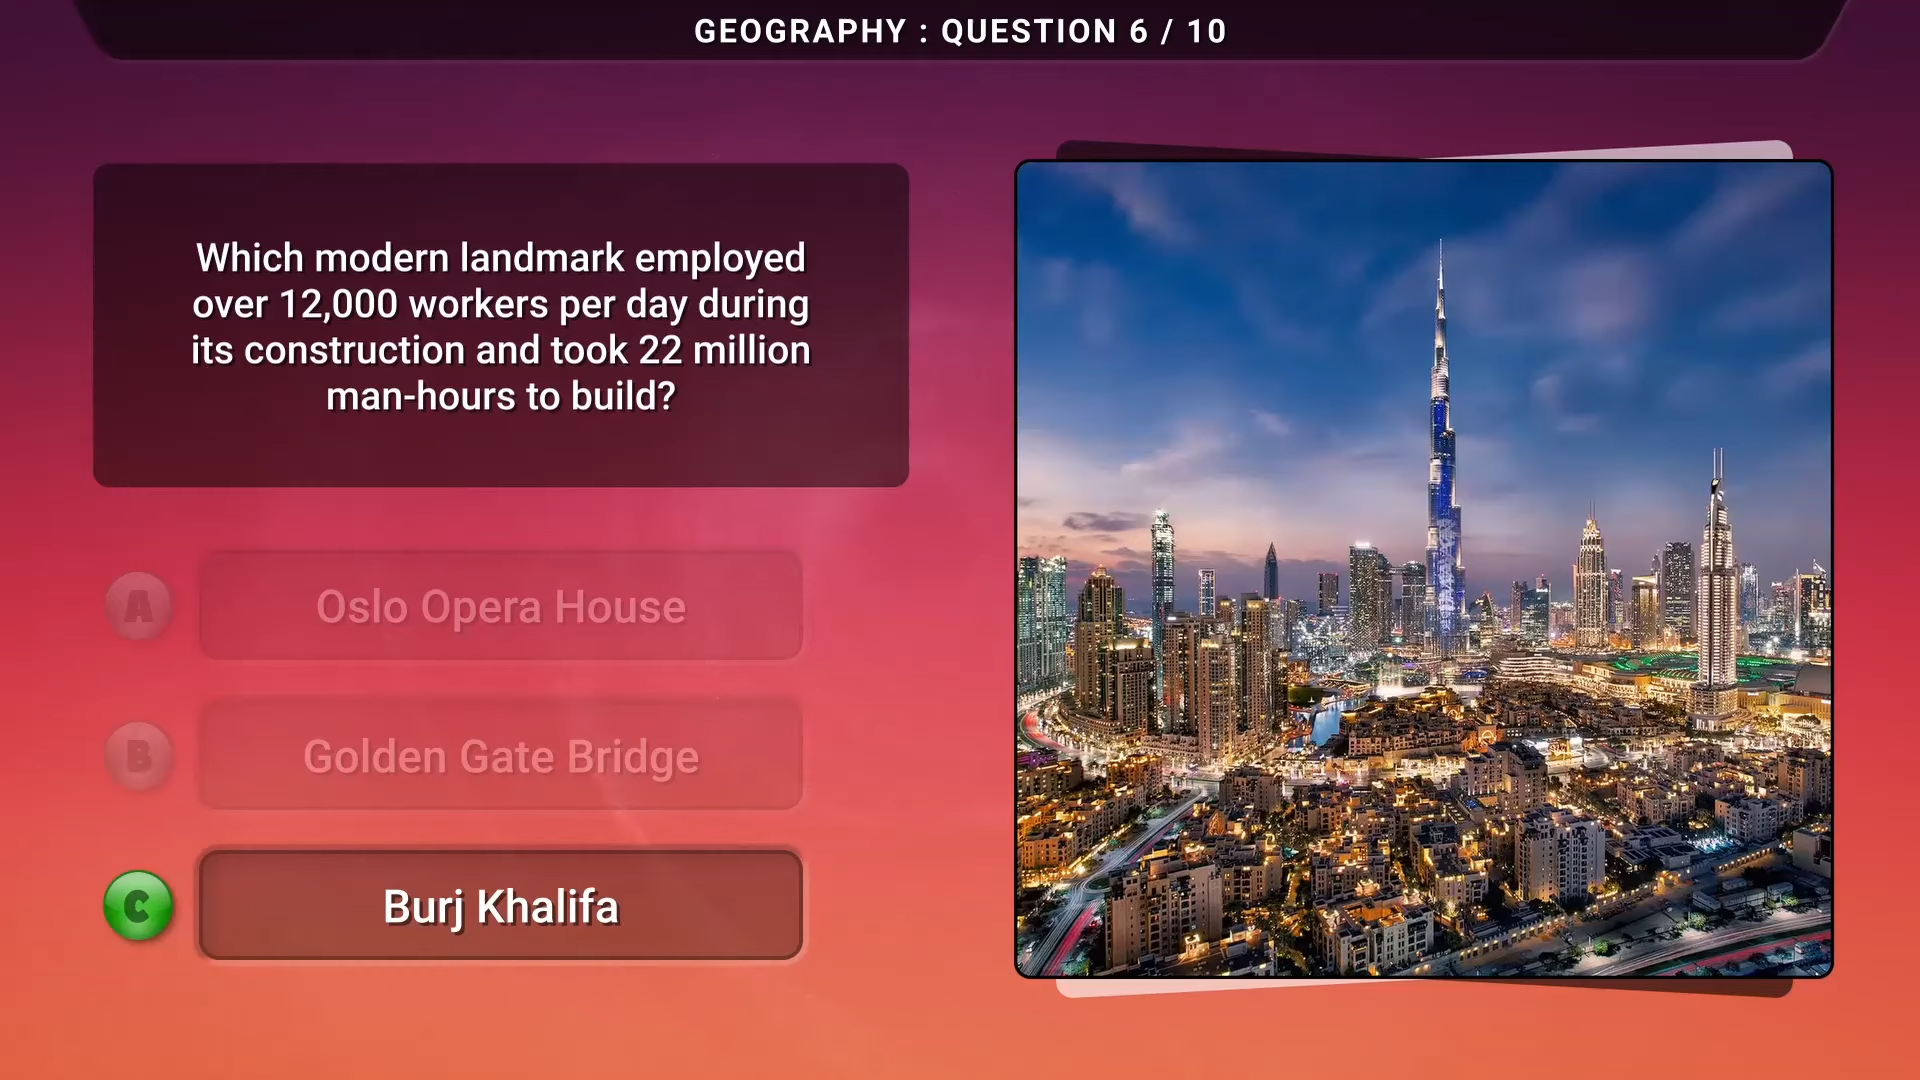 GEOGRAPHY : QUESTION 6 / 10
Which modern landmark employed
over 12,000 workers per day during
its construction and took 22 million
man-hours to build?
A
Oslo Opera House
B
Golden Gate Bridge
C
Burj Khalifa